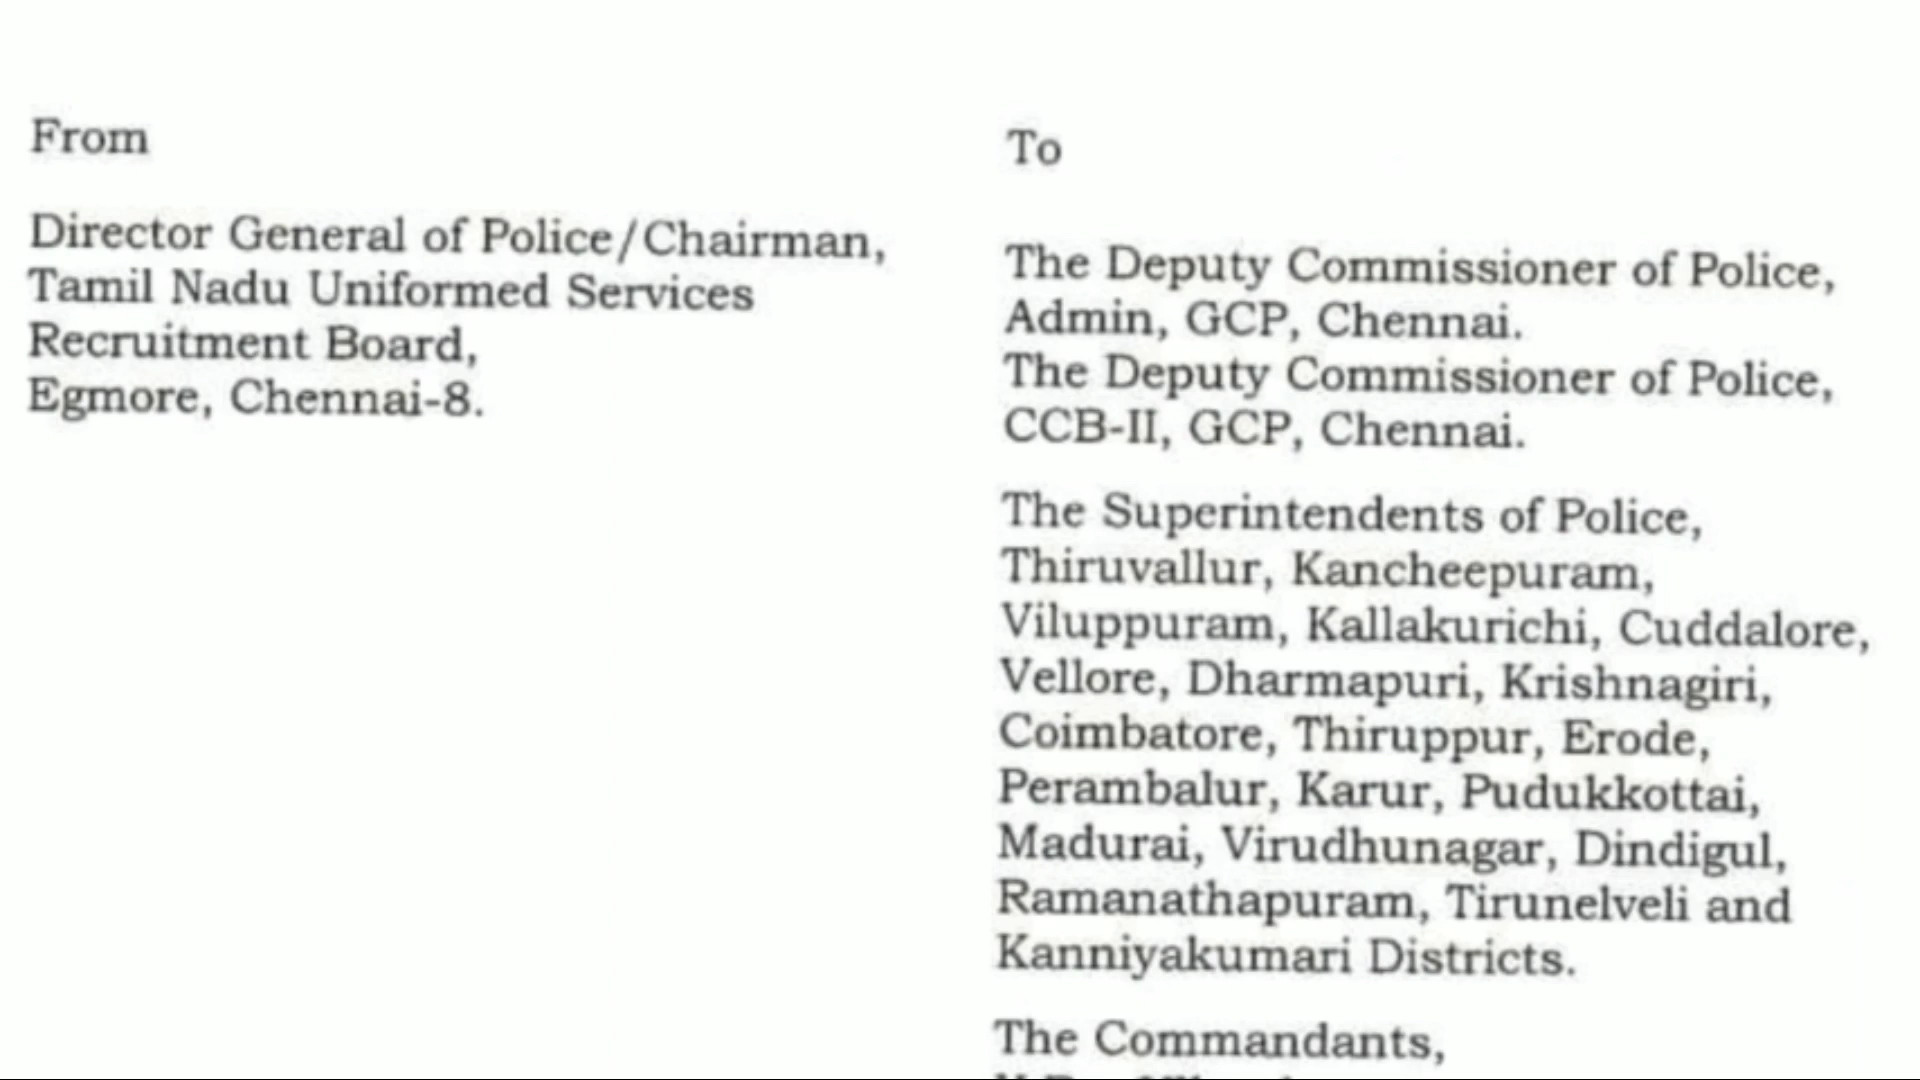 From
Director General of Police/Chairman,
Tamil Nadu Uniformed Services
Recruitment Board,
Egmore, Chennai-8.
To
The Deputy Commissioner of Police,
Admin, GCP, Chennai.
The Deputy Commissioner of Police,
CCB-II, GCP, Chennai.
The Superintendents of Police,
Thiruvallur, Kancheepuram,
Viluppuram, Kallakurichi, Cuddalore,
Vellore, Dharmapuri, Krishnagiri,
Coimbatore, Thiruppur, Erode,
Perambalur, Karur, Pudukkottai,
Madurai, Virudhunagar, Dindigul,
Ramanathapuram, Tirunelveli and
Kanniyakumari Districts.
The Commandants,